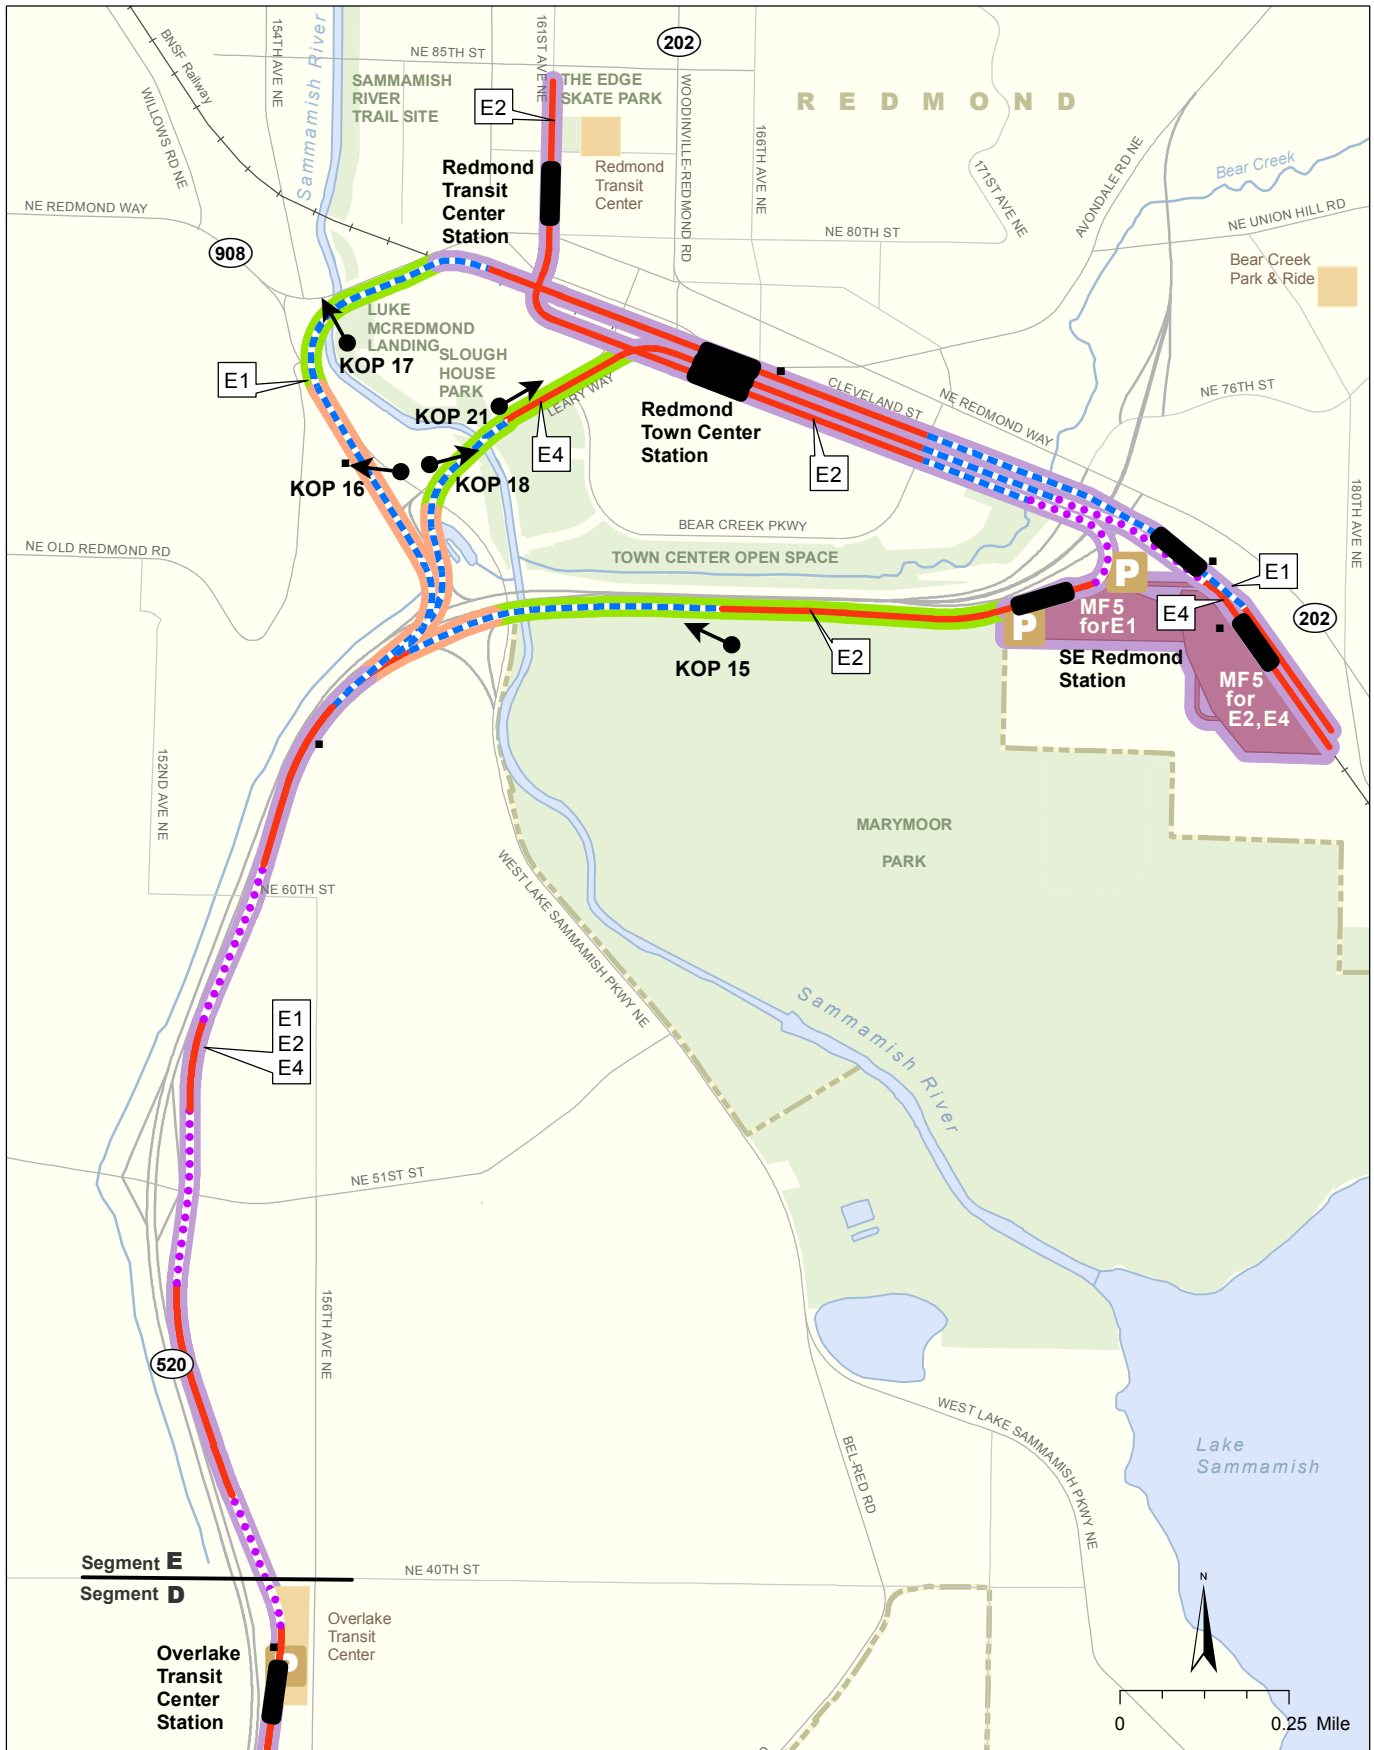 202
NE 85TH ST
161ST AVE NE
154TH AVE NE
BNSF Railway
WILLOWS RD NE
Sammamish River
SAMMAMISH
RIVER
TRAIL SITE
THE EDGE
SKATE PARK
E2
REDMOND
WOODINVILLE-REDMOND RD
166TH AVE NE
171ST AVE NE
AVONDALE RD NE
Bear Creek
Redmond
Transit
Center
Station
Redmond
Transit
Center
NE REDMOND WAY
NE 80TH ST
NE UNION HILL RD
908
Bear Creek
Park & Ride
LUKE
MCREDMOND
LANDING
KOP 17
SLOUGH
HOUSE
PARK
E1
KOP 21
LEARY WAY
E4
Redmond
Town Center
Station
CLEVELAND ST
NE REDMOND WAY
NE 76TH ST
180TH AVE NE
E2
KOP 16
KOP 18
BEAR CREEK PKWY
NE OLD REDMOND RD
TOWN CENTER OPEN SPACE
P
P
E1
E4
202
MF5
for E1
SE Redmond
Station
KOP 15
E2
MF5
for
E2, E4
152ND AVE NE
MARYMOOR
PARK
NE 60TH ST
WEST LAKE SAMMAMISH PKWY NE
Sammamish River
E1
E2
E4
NE 51ST ST
156TH AVE NE
520
WEST LAKE SAMMAMISH PKWY NE
BEL-RED RD
Lake
Sammamish
Segment E
Segment D
NE 40TH ST
N
Overlake
Transit
Center
Overlake
Transit
Center
Station
P
0 0.25 Mile